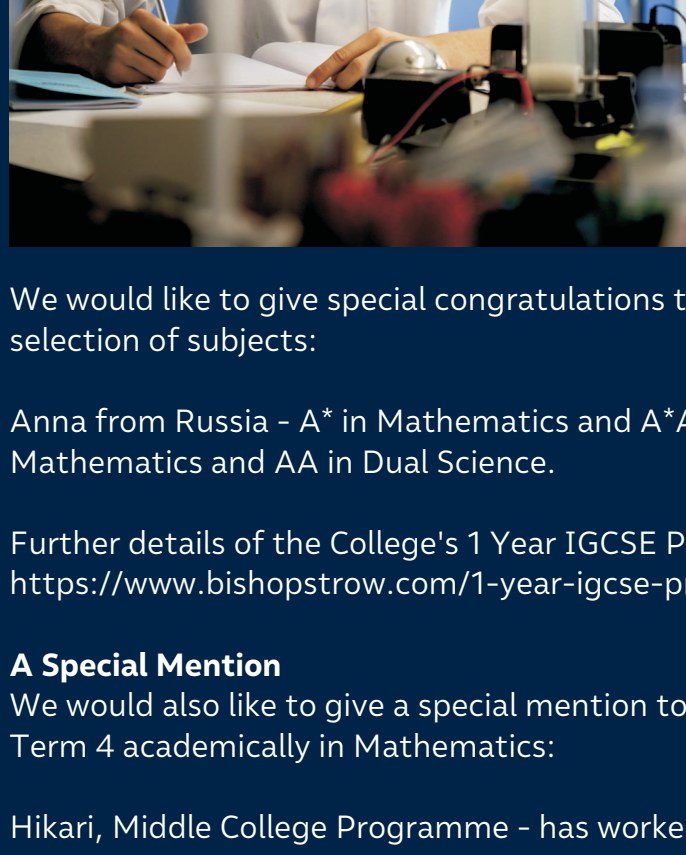 We would like to give special congratulations t
selection of subjects:
Anna from Russia - A* in Mathematics and A*A
Mathematics and AA in Dual Science.
Further details of the College's 1 Year IGCSE P
https://www.bishopstrow.com/1-year-igcse-pr
A Special Mention
We would also like to give a special mention to
Term 4 academically in Mathematics:
Hikari, Middle College Programme - has worke